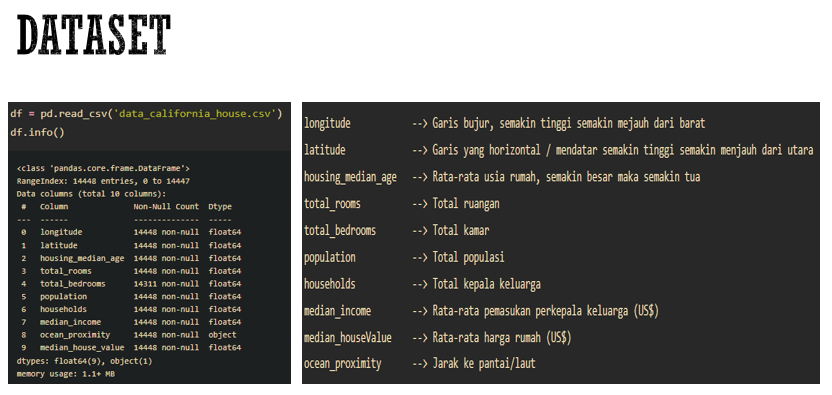 DATASET
df = pd.read_csv('data_california_house.csv')
df.info()
<class 'pandas.core.frame.DataFrame'>
RangeIndex: 14448 entries, 0 to 14447
Data columns (total 10 columns):
#   Column   Non-Null Count   Dtype
---  ------   --------------   -----
0   longitude   14448 non-null   float64
1   latitude   14448 non-null   float64
2   housing_median_age   14448 non-null   float64
3   total_rooms   14448 non-null   float64
4   total_bedrooms   14311 non-null   float64
5   population   14448 non-null   float64
6   households   14448 non-null   float64
7   median_income   14448 non-null   float64
8   ocean_proximity   14448 non-null   object
9   median_house_value   14448 non-null   float64
dtypes: float64(9), object(1)
memory usage: 1.1+ MB
longitude --> Garis bujur, semakin tinggi semakin mejauh dari barat
latitude --> Garis yang horizontal / mendatar semakin tinggi semakin menjauh dari utara
housing_median_age --> Rata-rata usia rumah, semakin besar maka semakin tua
total_rooms --> Total ruangan
total_bedrooms --> Total kamar
population --> Total populasi
households --> Total kepala keluarga
median_income --> Rata-rata pemasukan perkepala keluarga (US$)
median_houseValue --> Rata-rata harga rumah (US$)
ocean_proximity --> Jarak ke pantai/laut